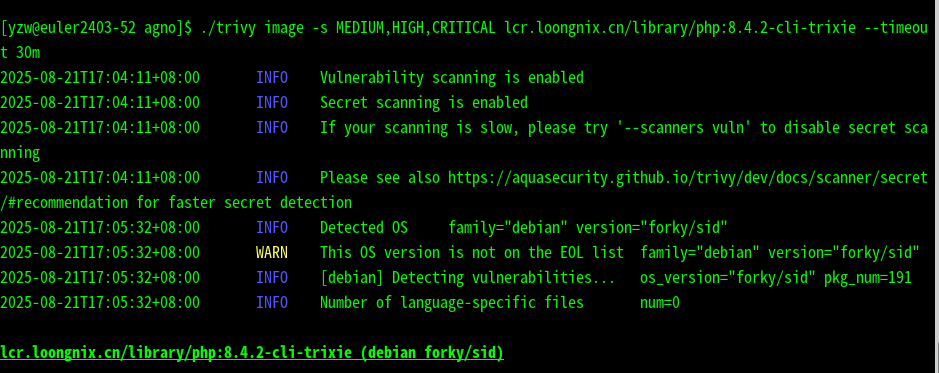 [yzw@euler2403-52 agno]$ ./trivy image -s MEDIUM,HIGH,CRITICAL lcr.loongnix.cn/library/php:8.4.2-cli-trixie --timeou
t 30m
2025-08-21T17:04:11+08:00 INFO Vulnerability scanning is enabled
2025-08-21T17:04:11+08:00 INFO Secret scanning is enabled
2025-08-21T17:04:11+08:00 INFO If your scanning is slow, please try '--scanners vuln' to disable secret sca
nning
2025-08-21T17:04:11+08:00 INFO Please see also https://aquasecurity.github.io/trivy/dev/docs/scanner/secret
/#recommendation for faster secret detection
2025-08-21T17:05:32+08:00 INFO Detected OS family="debian" version="forky/sid"
2025-08-21T17:05:32+08:00 WARN This OS version is not on the EOL list family="debian" version="forky/sid"
2025-08-21T17:05:32+08:00 INFO [debian] Detecting vulnerabilities... os_version="forky/sid" pkg_num=191
2025-08-21T17:05:32+08:00 INFO Number of language-specific files num=0
lcr.loongnix.cn/library/php:8.4.2-cli-trixie (debian forky/sid)